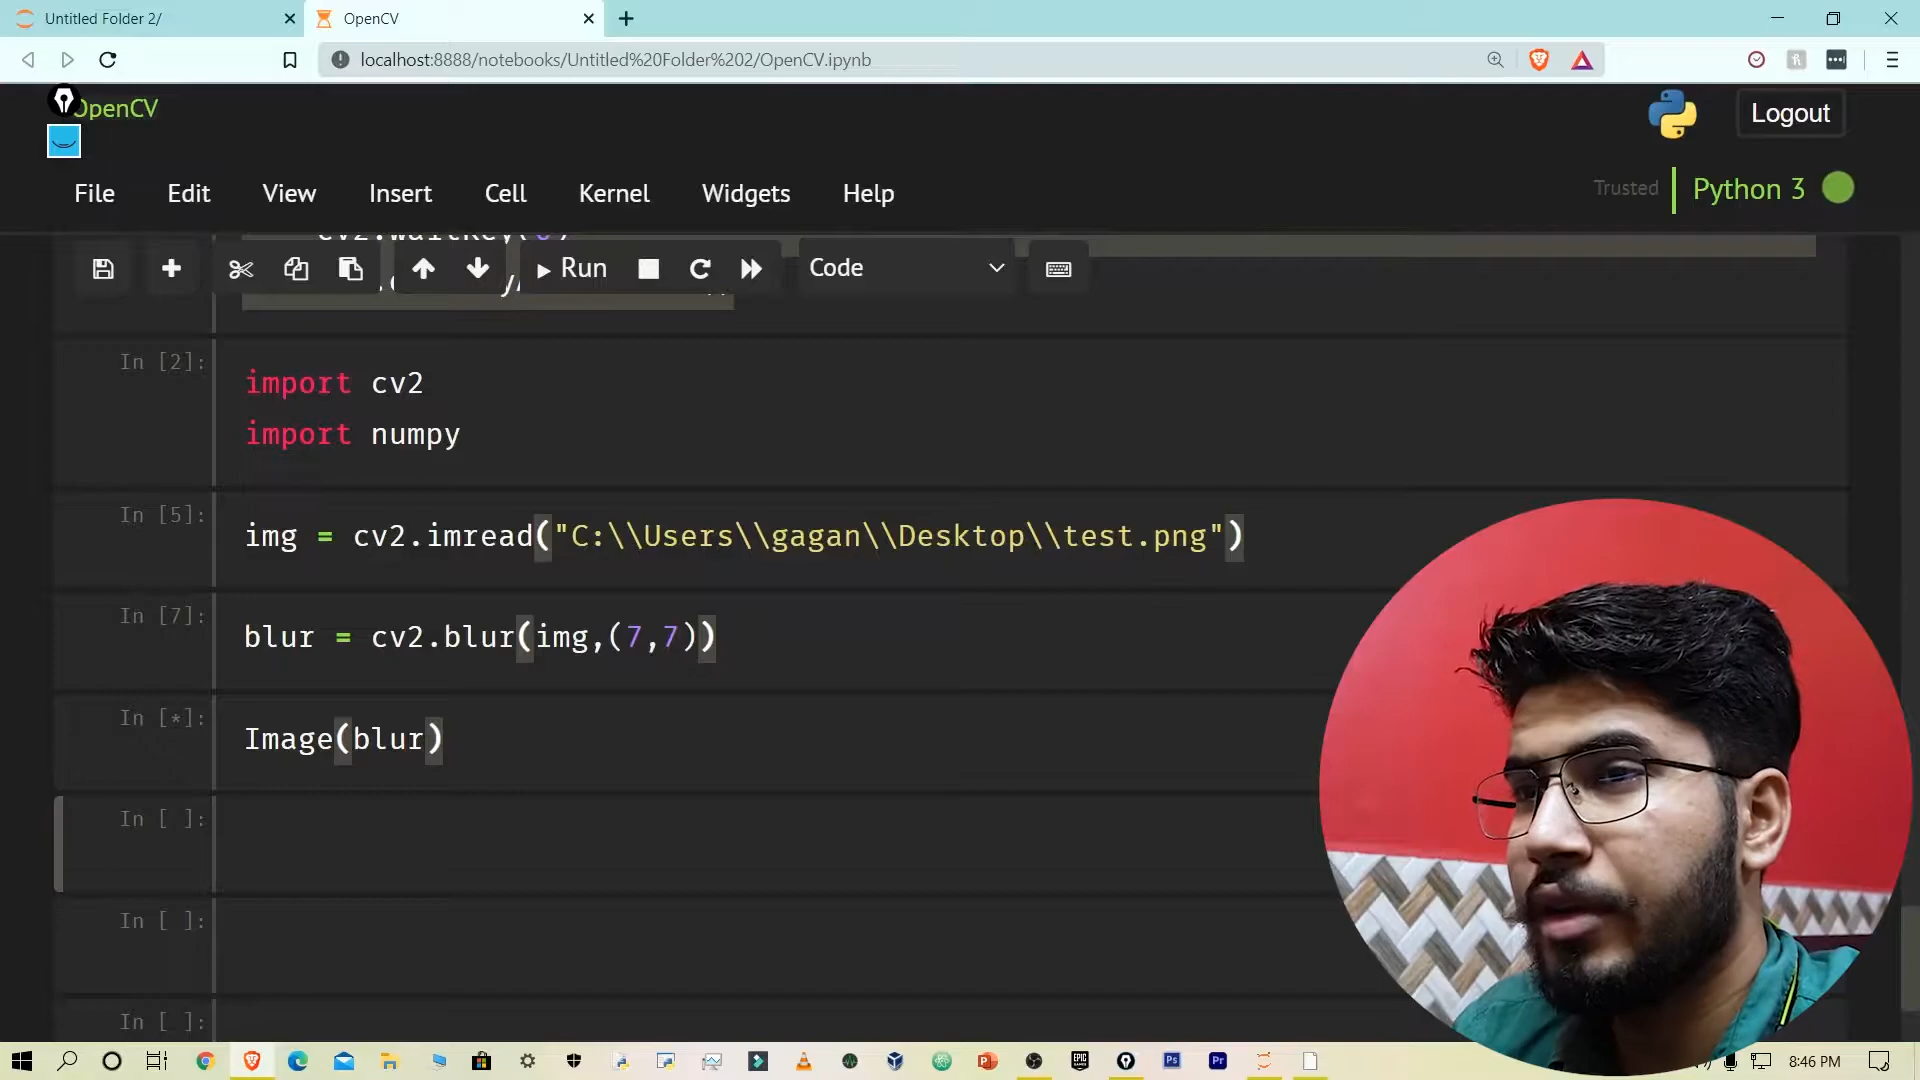 Untitled Folder 2/
OpenCV
localhost:8888/notebooks/Untitled%20Folder%202/OpenCV.ipynb
OpenCV
Logout
File Edit View Insert Cell Kernel Widgets Help
Trusted Python 3
Run Code
In [2]: import cv2
import numpy
In [5]: img = cv2.imread("C:\\Users\\gagan\\Desktop\\test.png")
In [7]: blur = cv2.blur(img,(7,7))
In [*]: Image(blur)
In [ ]:
In [ ]:
In [ ]:
8:46 PM